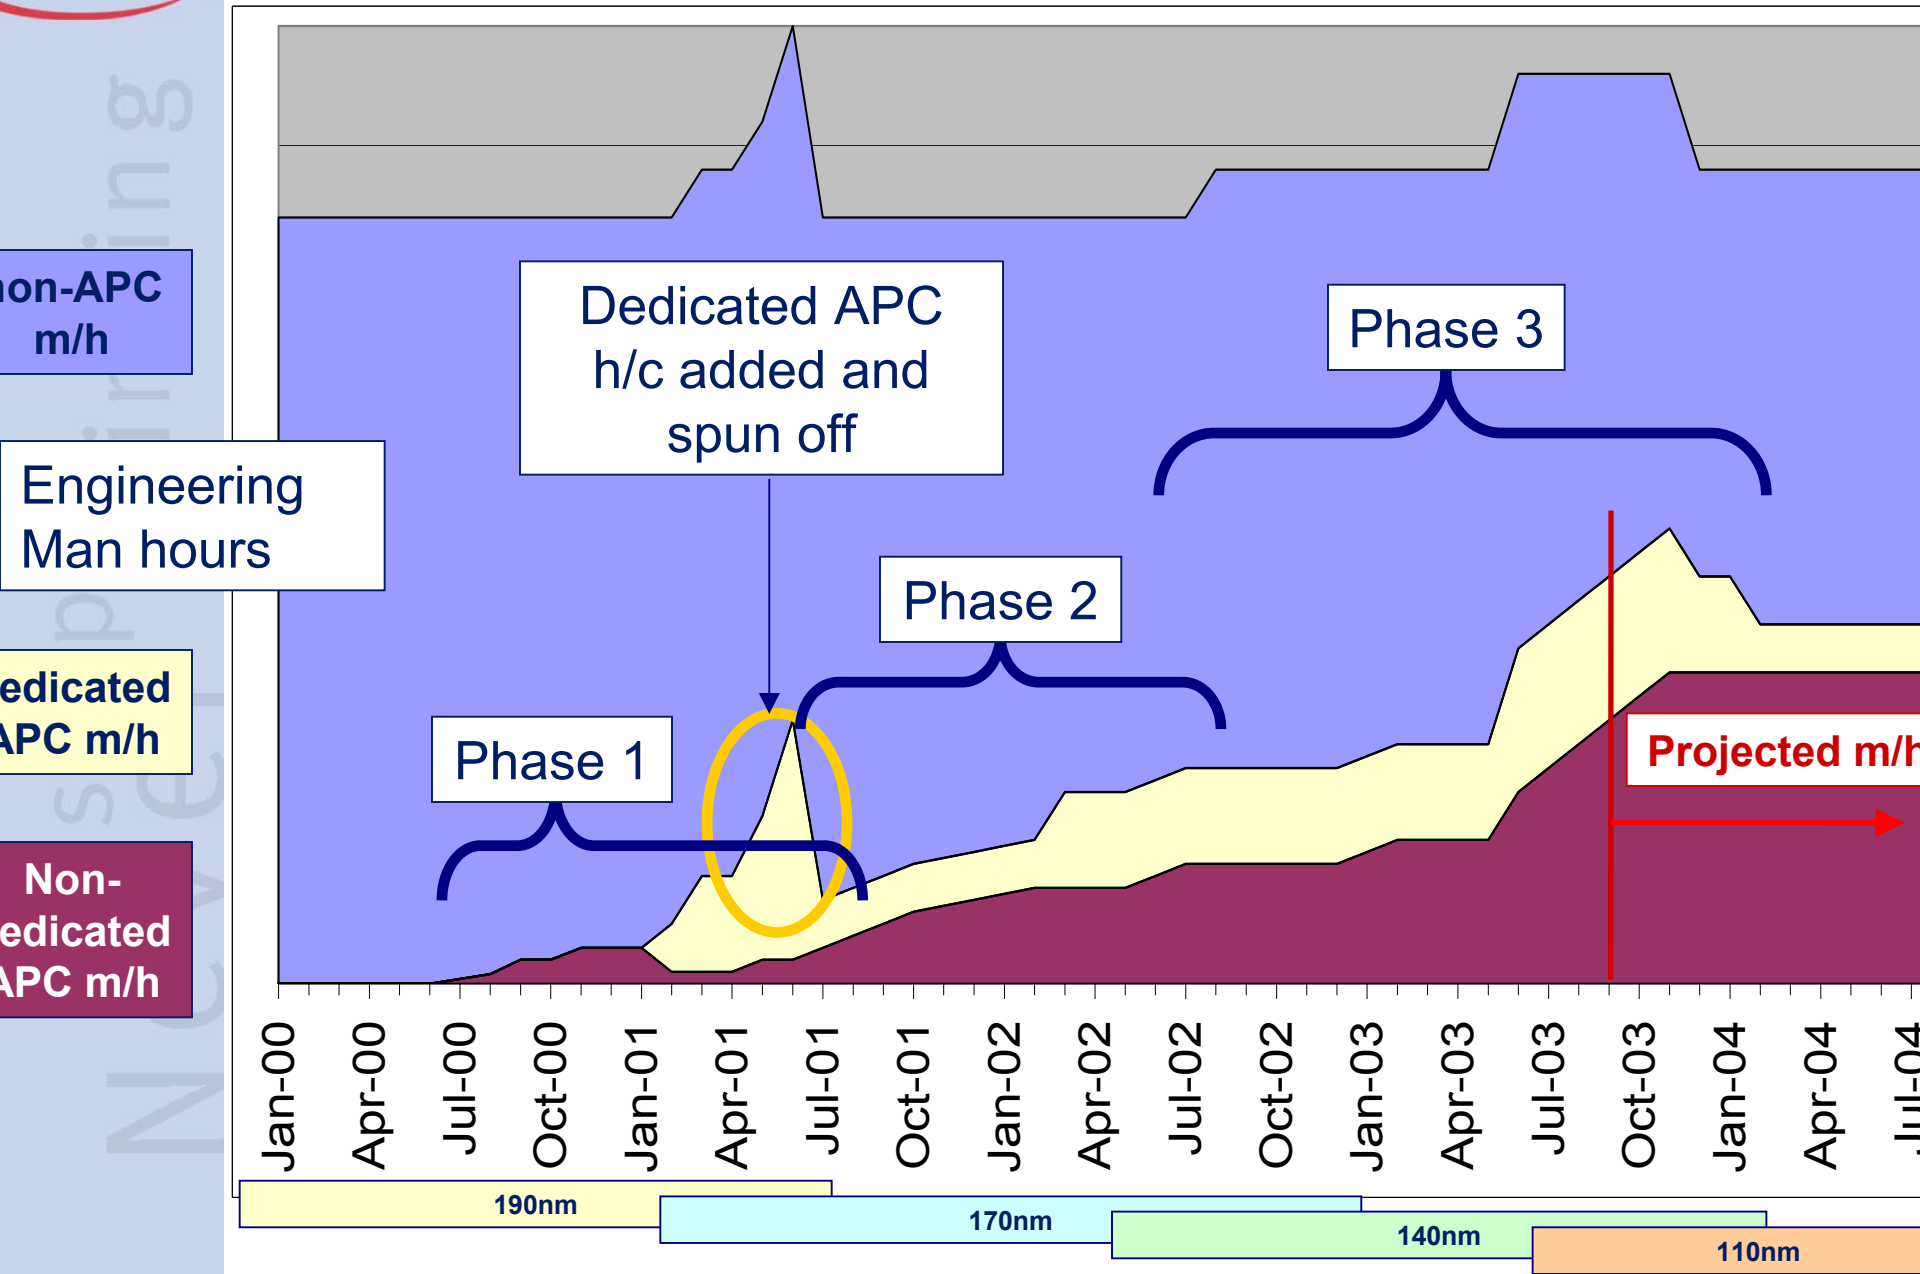 non-APC
m/h
Engineering
Man hours
Dedicated APC
h/c added and
spun off
Phase 3
Phase 2
Phase 1
edicated
APC m/h
Non-
edicated
APC m/h
Projected m/h
Jan-00
Apr-00
Jul-00
Oct-00
Jan-01
Apr-01
Jul-01
Oct-01
Jan-02
Apr-02
Jul-02
Oct-02
Jan-03
Apr-03
Jul-03
Oct-03
Jan-04
Apr-04
Jul-04
190nm
170nm
140nm
110nm
Never s